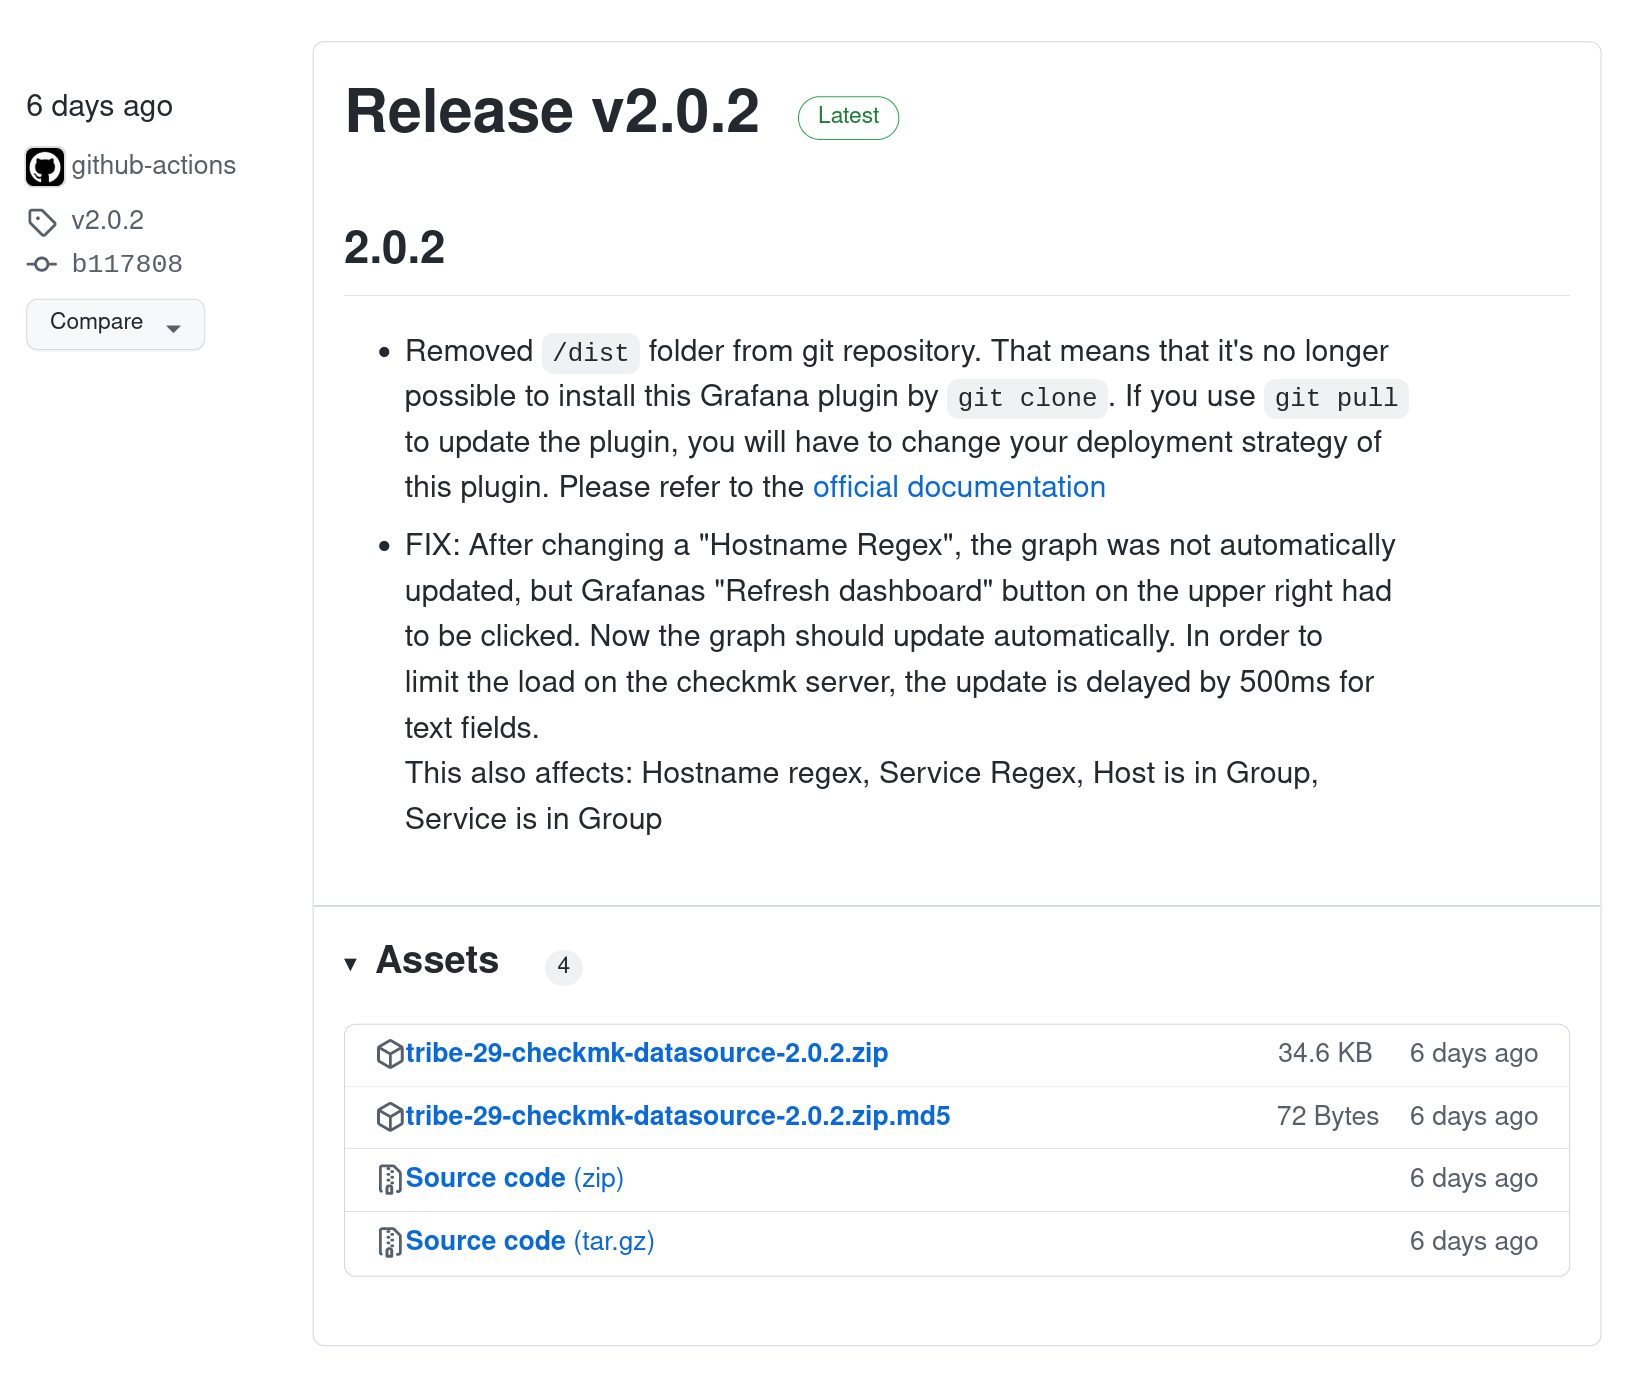 6 days ago
github-actions
v2.0.2
b117808
Compare
Release v2.0.2 Latest
2.0.2
Removed /dist folder from git repository. That means that it's no longer
possible to install this Grafana plugin by git clone. If you use git pull
to update the plugin, you will have to change your deployment strategy of
this plugin. Please refer to the official documentation
FIX: After changing a "Hostname Regex", the graph was not automatically
updated, but Grafanas "Refresh dashboard" button on the upper right had
to be clicked. Now the graph should update automatically. In order to
limit the load on the checkmk server, the update is delayed by 500ms for
text fields.
This also affects: Hostname regex, Service Regex, Host is in Group,
Service is in Group
Assets 4
tribe-29-checkmk-datasource-2.0.2.zip 34.6 KB 6 days ago
tribe-29-checkmk-datasource-2.0.2.zip.md5 72 Bytes 6 days ago
Source code (zip) 6 days ago
Source code (tar.gz) 6 days ago